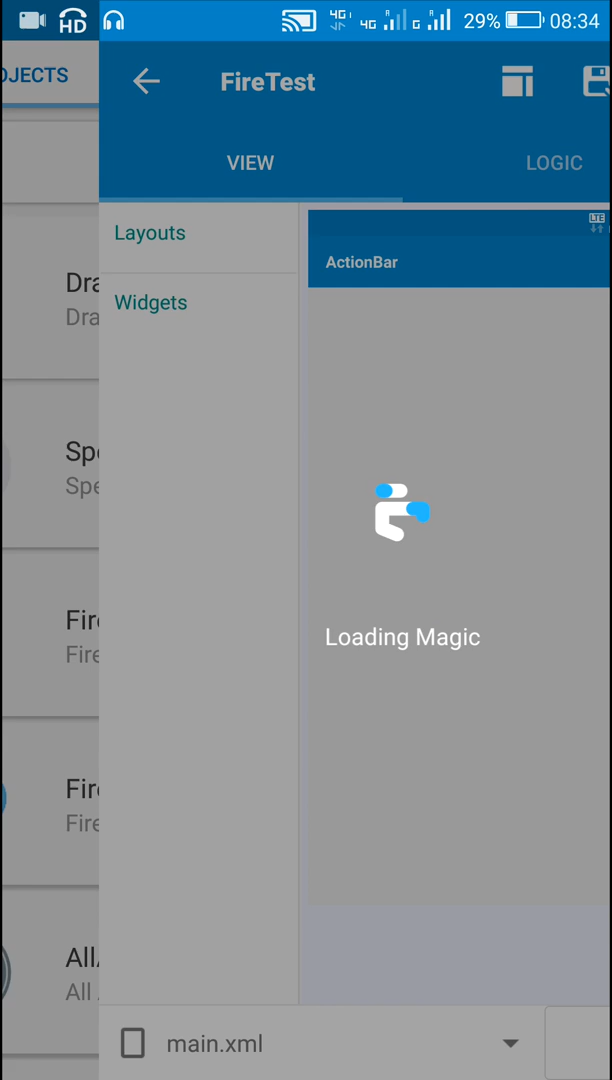 HD 4G 4G R G R 29% 08:34
OJECTS
FireTest
VIEW LOGIC
Layouts
LTE
ActionBar
Widgets
Dra
Dra
Spe
Spe
Loading Magic
Fire
Fire
Fire
Fire
All
All
main.xml